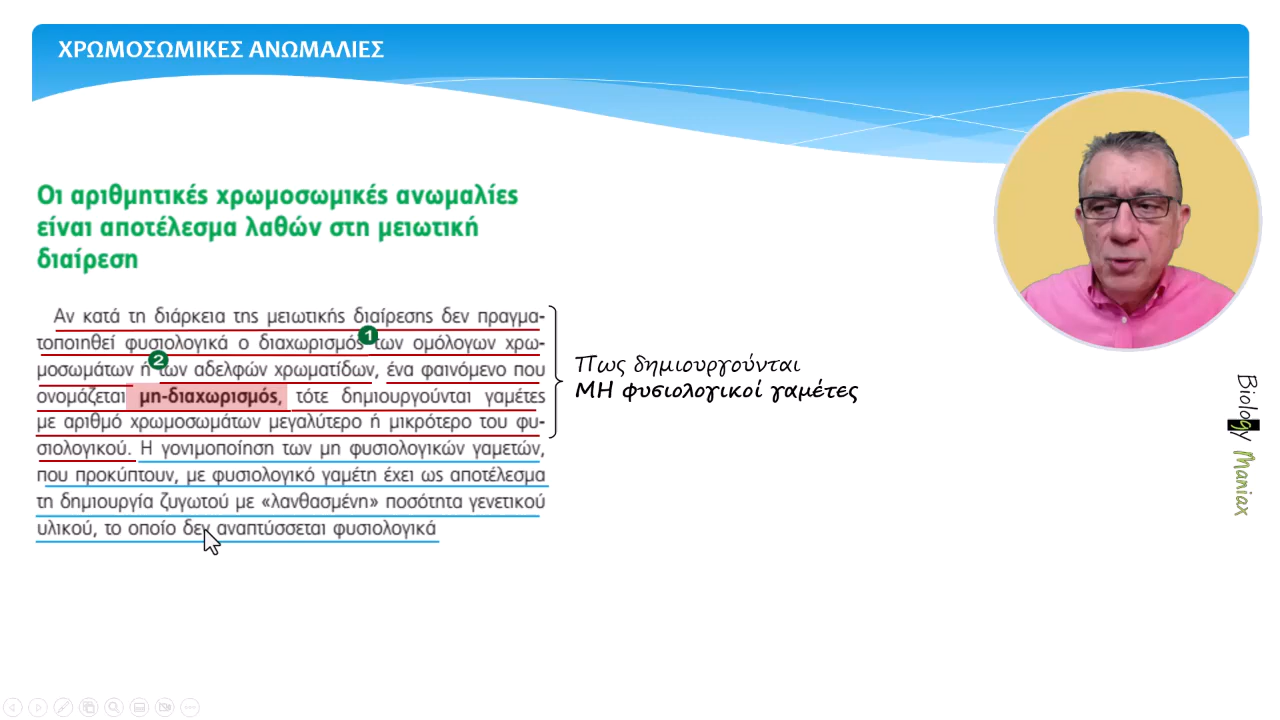 ΧΡΩΜΟΣΩΜΙΚΕΣ ΑΝΩΜΑΛΙΕΣ
Οι αριθμητικές χρωμοσωμικές ανωμαλίες
είναι αποτέλεσμα λαθών στη μειωτική
διαίρεση
Αν κατά τη διάρκεια της μειωτικής διαίρεσης δεν πραγμα-
τοποιηθεί φυσιολογικά ο διαχωρισμός 1 των ομόλογων χρω-
μοσωμάτων ή 2 των αδελφών χρωματίδων, ένα φαινόμενο που
ονομάζεται μη-διαχωρισμός, τότε δημιουργούνται γαμέτες
με αριθμό χρωμοσωμάτων μεγαλύτερο ή μικρότερο του φυ-
σιολογικού. Η γονιμοποίηση των μη φυσιολογικών γαμετών,
που προκύπτουν, με φυσιολογικό γαμέτη έχει ως αποτέλεσμα
τη δημιουργία ζυγωτού με «λανθασμένη» ποσότητα γενετικού
υλικού, το οποίο δεν αναπτύσσεται φυσιολογικά
Πως δημιουργούνται
ΜΗ φυσιολογικοί γαμέτες
Biology Maniax